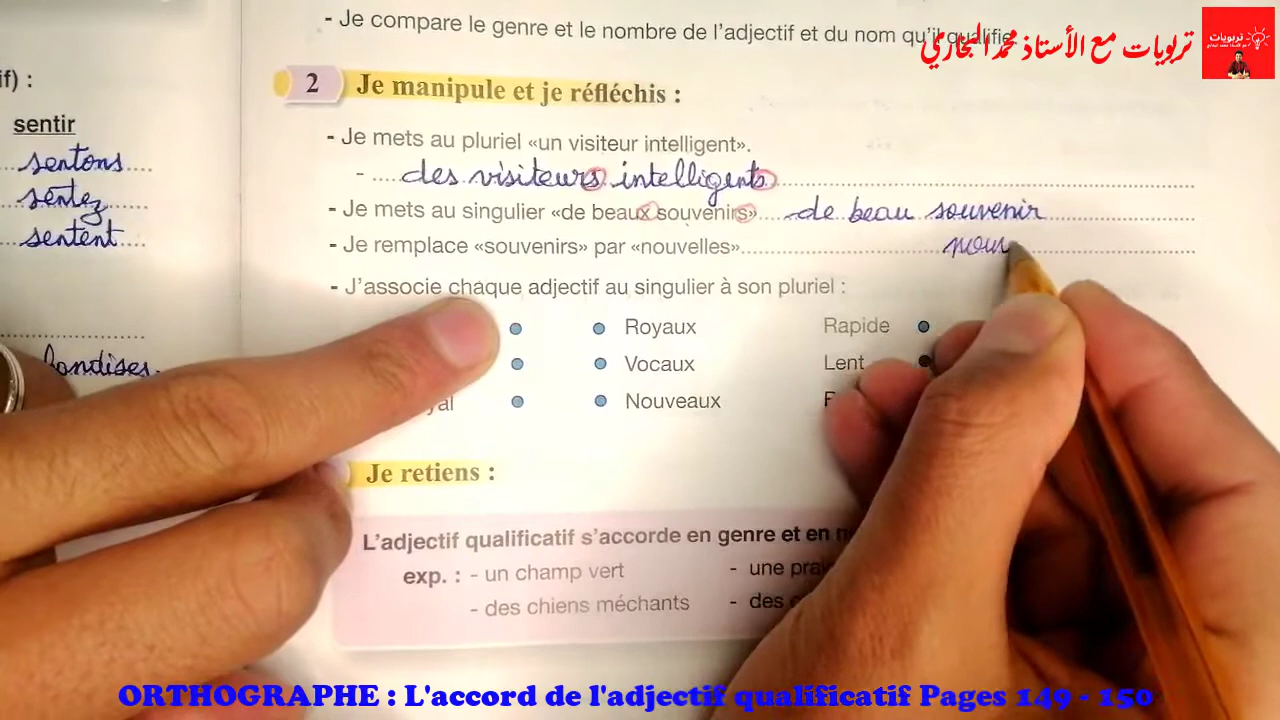 - Je compare le genre et le nombre de l'adjectif et du nom qu'il qualifie
تربويات مع الأستاذ محمد البخاري
تربويات
if) :
sentir
sentons
sentez
sentent
2 Je manipule et je réfléchis :
- Je mets au pluriel «un visiteur intelligent».
- des visiteurs intelligents
- Je mets au singulier «de beaux souvenirs» de beau souvenir
- Je remplace «souvenirs» par «nouvelles» nou
- J'associe chaque adjectif au singulier à son pluriel :
Royaux Rapide
Vocaux Lent
yal Nouveaux
Je retiens :
L'adjectif qualificatif s'accorde en genre et en
exp. : - un champ vert - une prai
- des chiens méchants - des
ORTHOGRAPHE : L'accord de l'adjectif qualificatif Pages 149 - 150